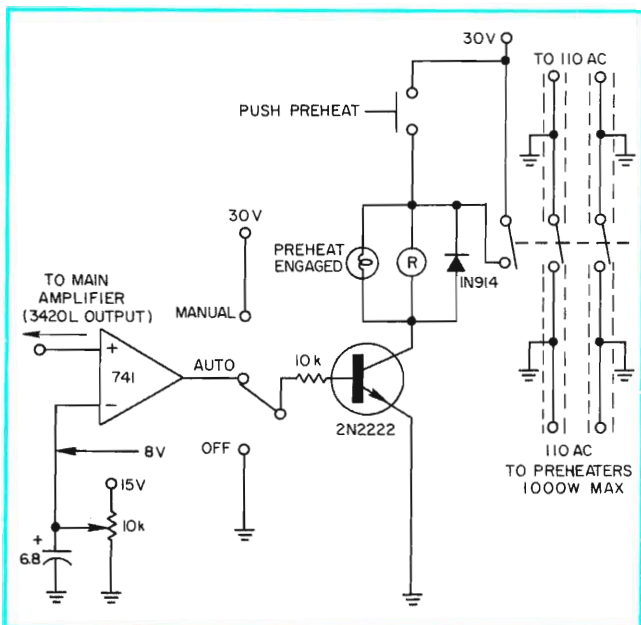 30V
TO 110 AC
PUSH PREHEAT
30V
PREHEAT
ENGAGED
R
1N914
TO MAIN
AMPLIFIER
(3420L OUTPUT)
MANUAL
+
741
−
AUTO
10k
2N2222
8V
OFF
15V
10k
+
6.8
110 AC
TO PREHEATERS
1000W MAX